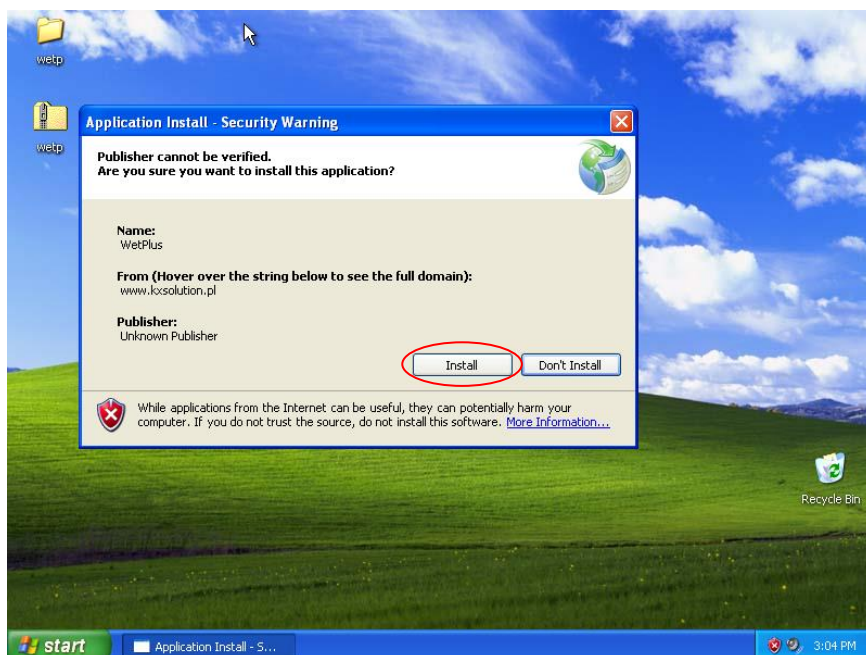 wetp
wetp
Application Install - Security Warning
Publisher cannot be verified.
Are you sure you want to install this application?
Name:
WetPlus
From (Hover over the string below to see the full domain):
www.kxsolution.pl
Publisher:
Unknown Publisher
Install
Don't Install
While applications from the Internet can be useful, they can potentially harm your
computer. If you do not trust the source, do not install this software. More Information...
Recycle Bin
start
Application Install - S...
3:04 PM